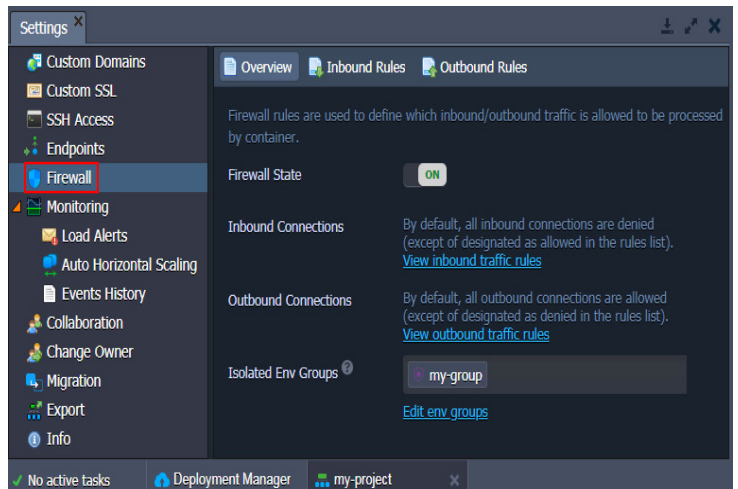 Settings
Custom Domains
Custom SSL
SSH Access
Endpoints
Firewall
Monitoring
Load Alerts
Auto Horizontal Scaling
Events History
Collaboration
Change Owner
Migration
Export
Info
Overview Inbound Rules Outbound Rules
Firewall rules are used to define which inbound/outbound traffic is allowed to be processed
by container.
Firewall State ON
Inbound Connections By default, all inbound connections are denied
(except of designated as allowed in the rules list).
View inbound traffic rules
Outbound Connections By default, all outbound connections are allowed
(except of designated as denied in the rules list).
View outbound traffic rules
Isolated Env Groups ? my-group
Edit env groups
No active tasks Deployment Manager my-project